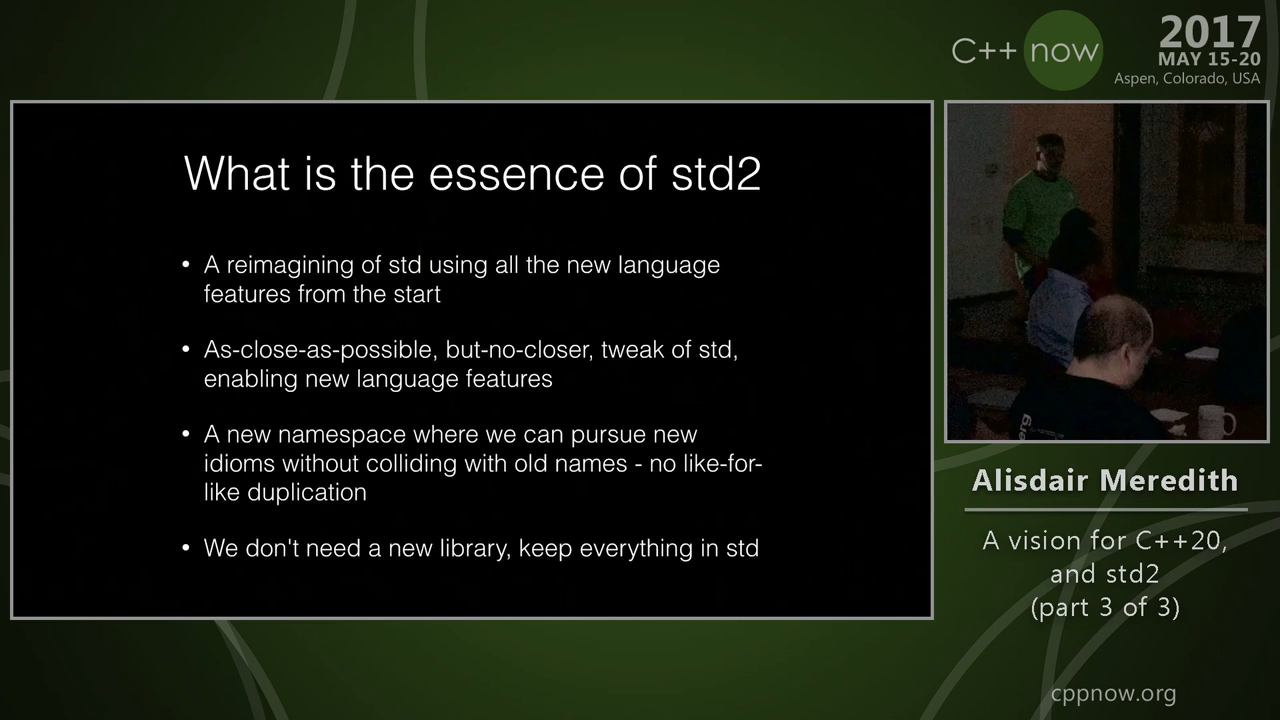 C++ now
2017
MAY 15-20
Aspen, Colorado, USA
What is the essence of std2
• A reimagining of std using all the new language
features from the start
• As-close-as-possible, but-no-closer, tweak of std,
enabling new language features
• A new namespace where we can pursue new
idioms without colliding with old names - no like-for-
like duplication
• We don't need a new library, keep everything in std
Alisdair Meredith
A vision for C++20,
and std2
(part 3 of 3)
cppnow.org